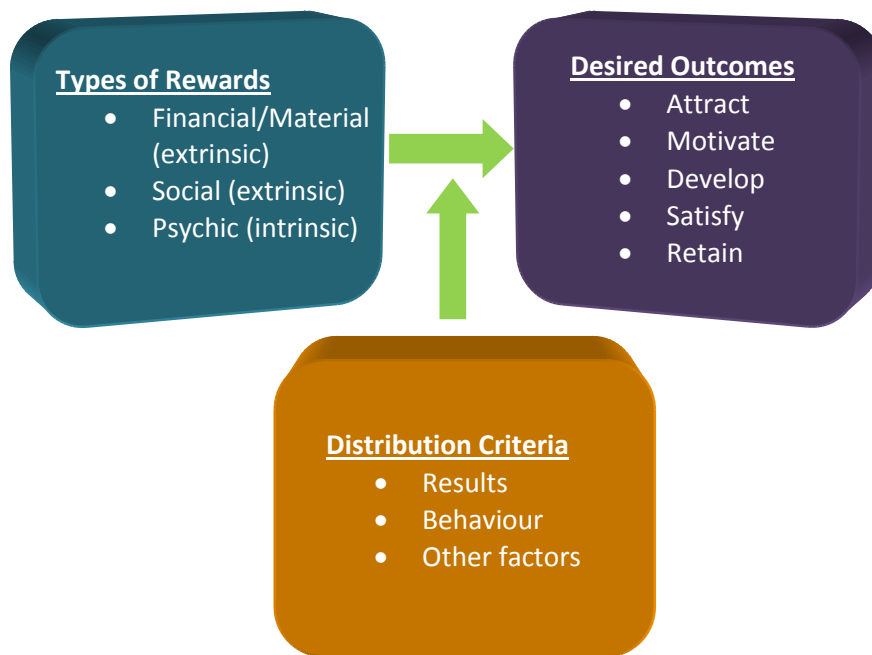 Types of Rewards
• Financial/Material
(extrinsic)
• Social (extrinsic)
• Psychic (intrinsic)
Desired Outcomes
• Attract
• Motivate
• Develop
• Satisfy
• Retain
Distribution Criteria
• Results
• Behaviour
• Other factors